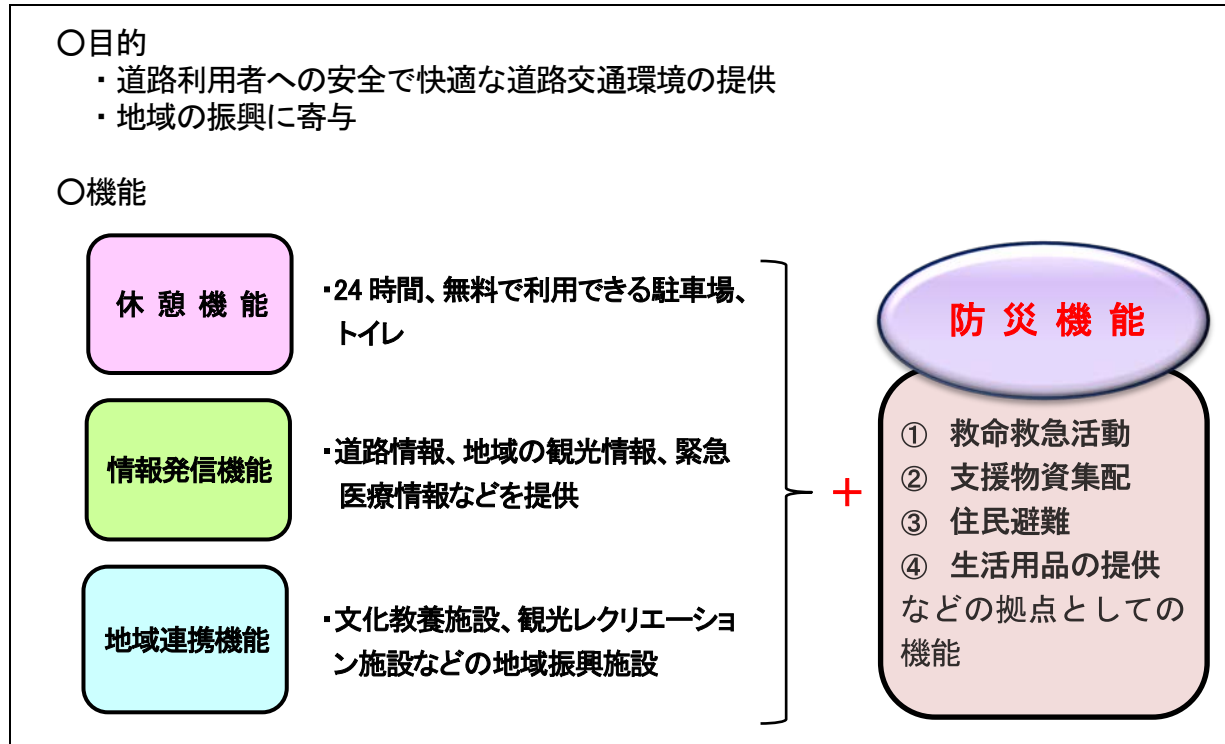 〇目的
・道路利用者への安全で快適な道路交通環境の提供
・地域の振興に寄与
〇機能
休 憩 機 能
・24 時間、無料で利用できる駐車場、
トイレ
情報発信機能
・道路情報、地域の観光情報、緊急
医療情報などを提供
地域連携機能
・文化教養施設、観光レクリエーショ
ン施設などの地域振興施設
＋
防 災 機 能
① 救命救急活動
② 支援物資集配
③ 住民避難
④ 生活用品の提供
などの拠点としての
機能